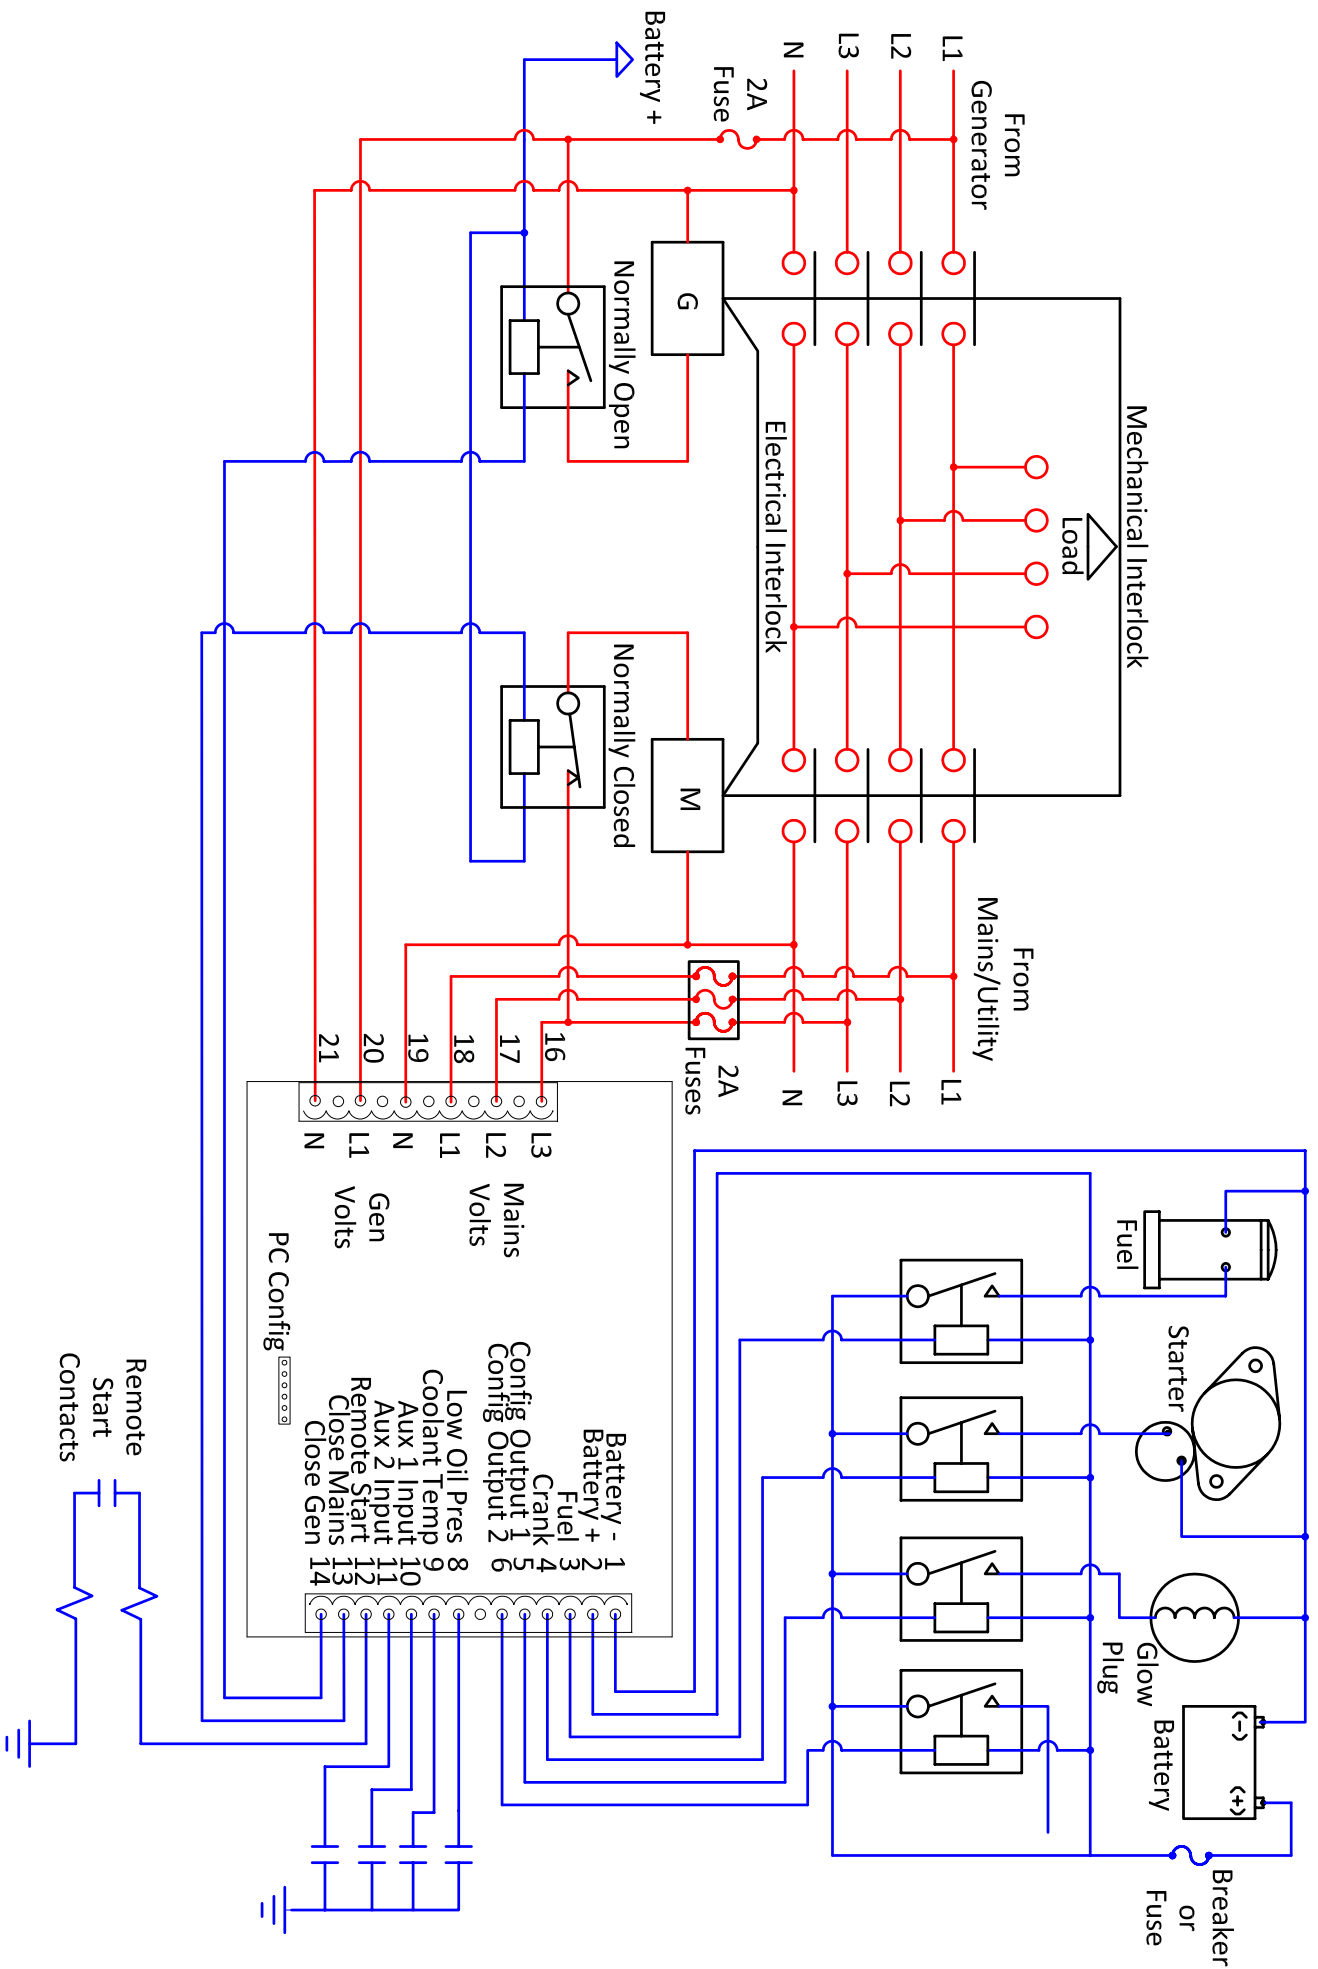 Mechanical Interlock
Load
From
Generator
L1
L2
L3
N
2A
Fuse
Battery +
From
Mains/Utility
L1
L2
L3
N
2A
Fuses
Electrical Interlock
G
M
Normally Open
Normally Closed
16
17
18
19
20
21
L3
L2
L1
N
L1
N
Mains
Volts
Gen
Volts
PC Config
Battery - 1
Battery + 2
Fuel 3
Crank 4
Config Output 1 5
Config Output 2 6
Low Oil Pres 8
Coolant Temp 9
Aux 1 Input 10
Aux 2 Input 11
Remote Start 12
Close Mains 13
Close Gen 14
Fuel
Starter
Glow
Plug
Battery
(-)
(+)
Breaker
or
Fuse
Remote
Start
Contacts